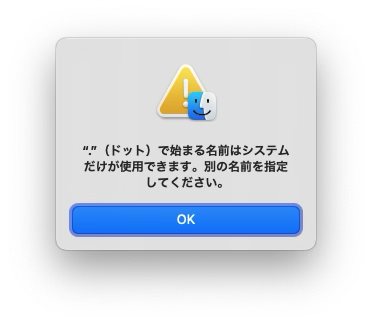 “.”（ドット）で始まる名前はシステム
だけが使用できます。別の名前を指定
してください。
OK